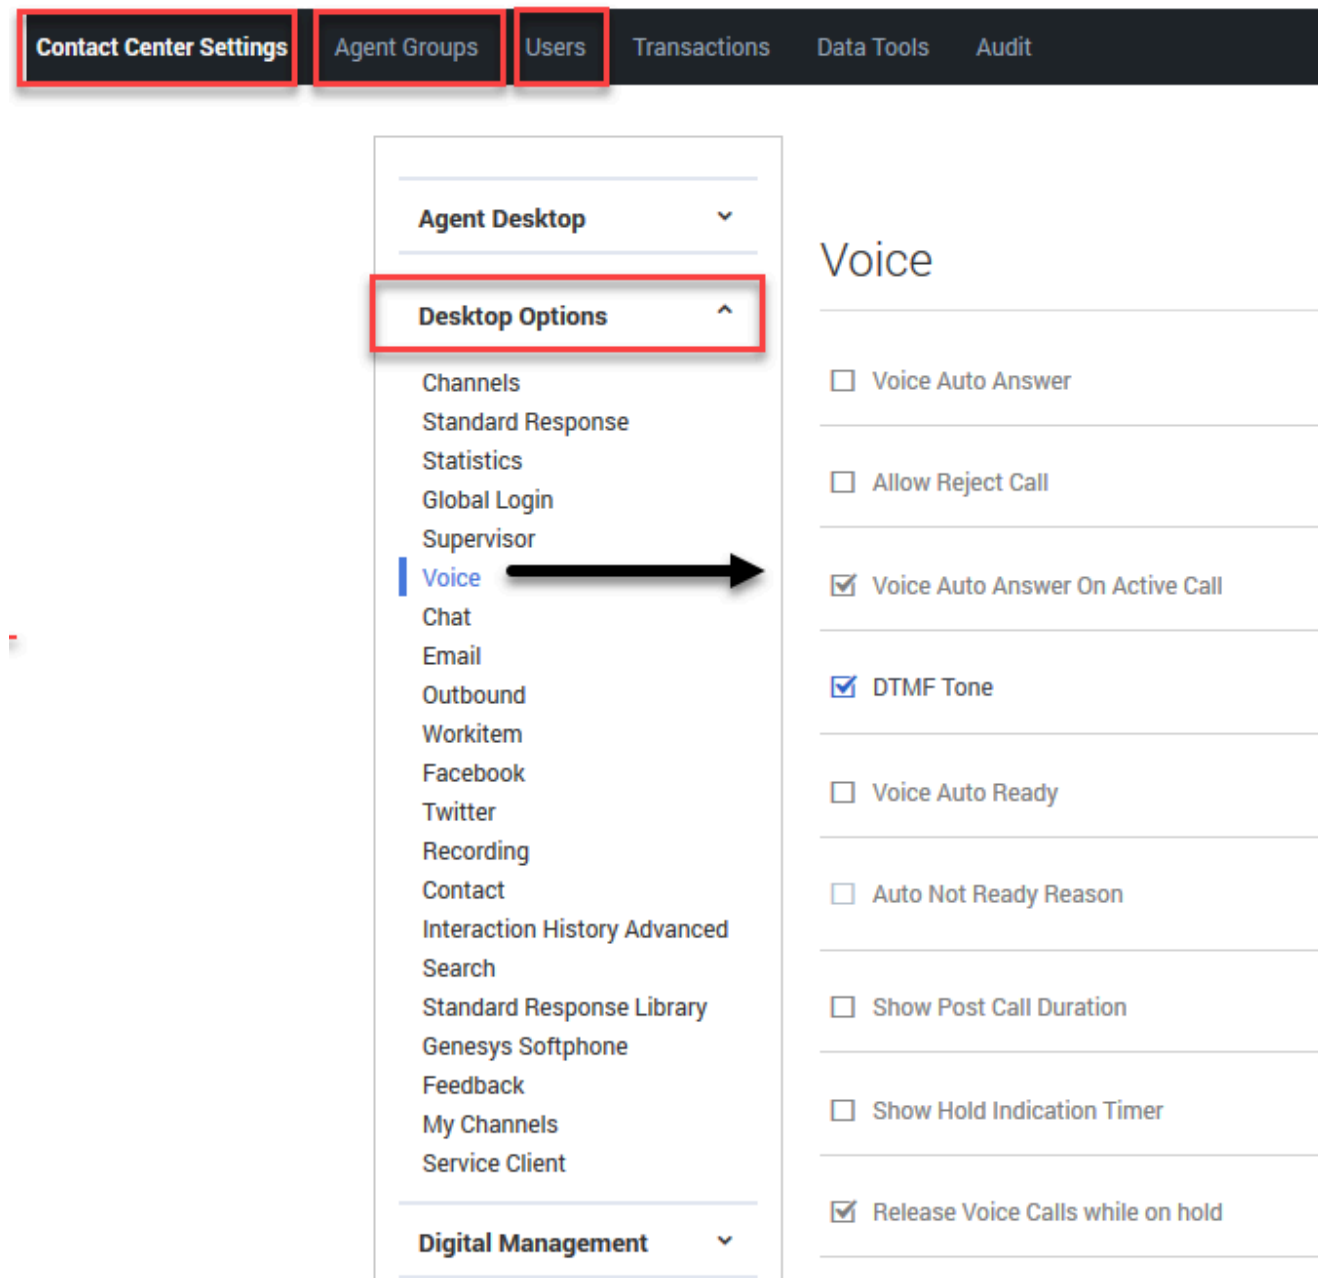 Contact Center Settings Agent Groups Users Transactions Data Tools Audit
Agent Desktop
Desktop Options
Channels
Standard Response
Statistics
Global Login
Supervisor
Voice
Chat
Email
Outbound
Workitem
Facebook
Twitter
Recording
Contact
Interaction History Advanced
Search
Standard Response Library
Genesys Softphone
Feedback
My Channels
Service Client
Digital Management
Voice
Voice Auto Answer
Allow Reject Call
Voice Auto Answer On Active Call
DTMF Tone
Voice Auto Ready
Auto Not Ready Reason
Show Post Call Duration
Show Hold Indication Timer
Release Voice Calls while on hold